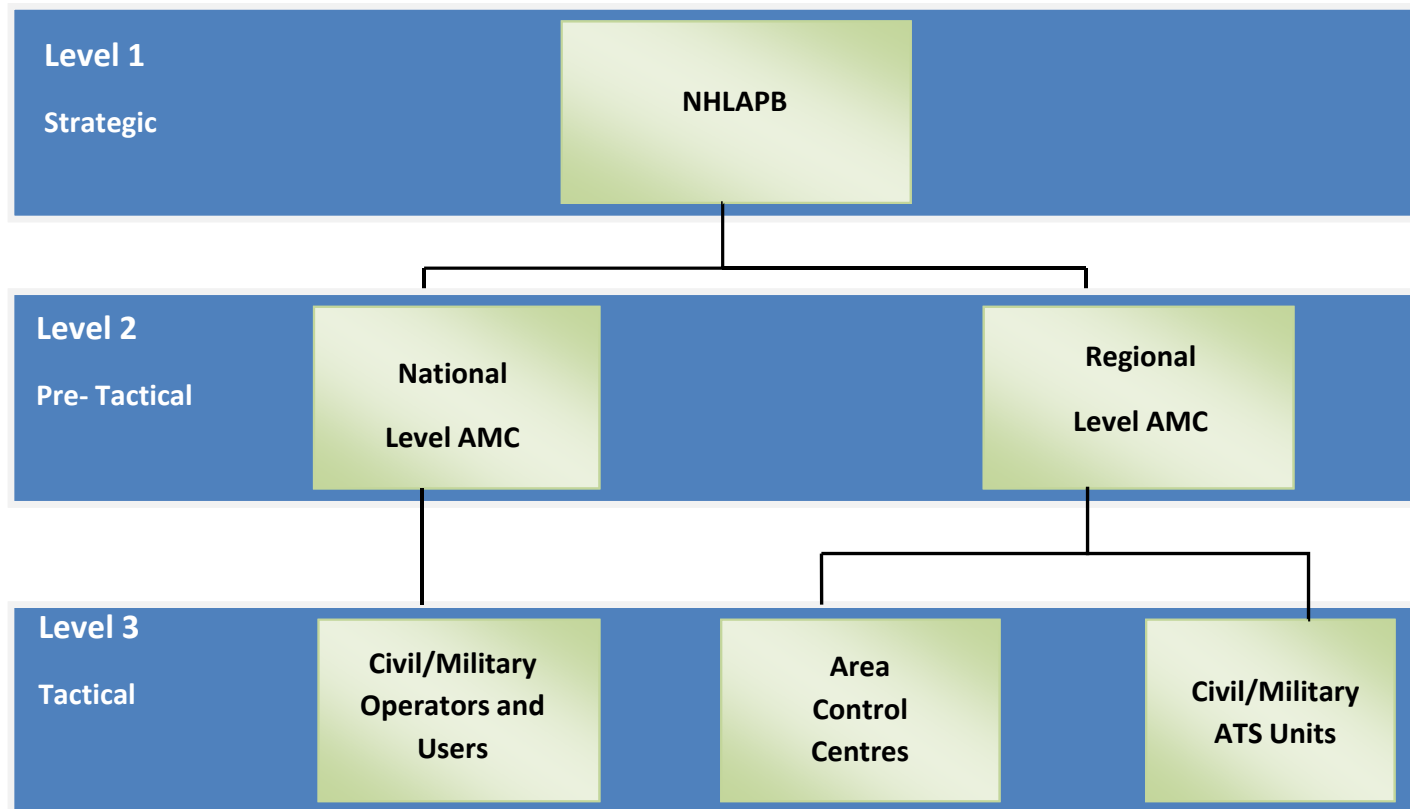 Level 1
Strategic
NHLAPB
Level 2
Pre- Tactical
National
Level AMC
Regional
Level AMC
Level 3
Tactical
Civil/Military
Operators and
Users
Area
Control
Centres
Civil/Military
ATS Units